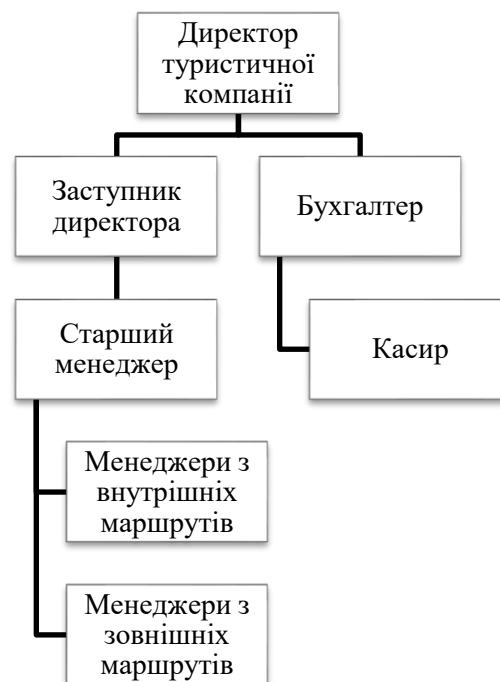 Директор
туристичної
компанії
Заступник
директора
Бухгалтер
Старший
менеджер
Касир
Менеджери з
внутрішніх
маршрутів
Менеджери з
зовнішніх
маршрутів